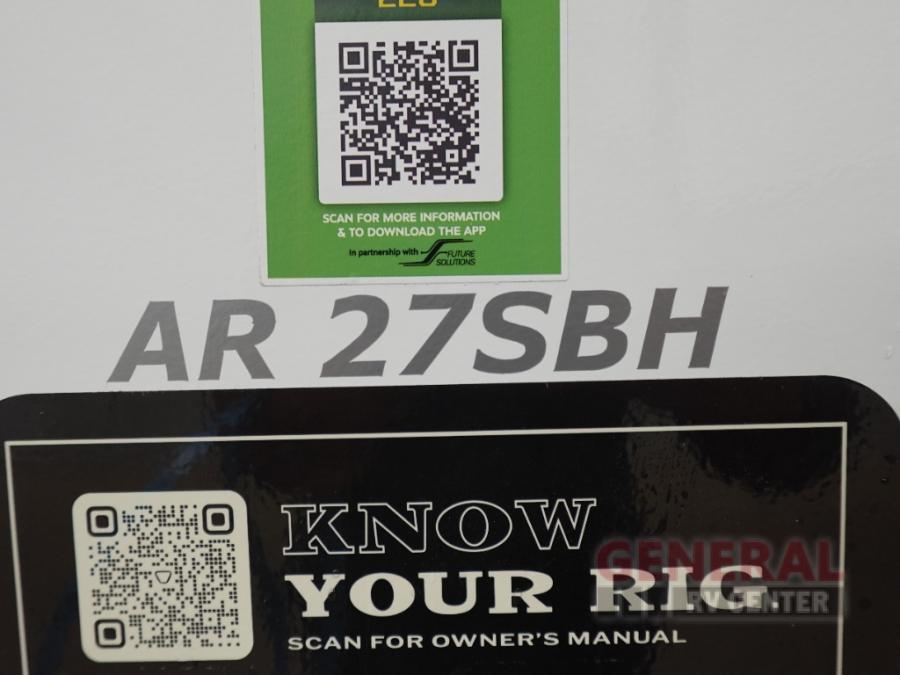 SCAN FOR MORE INFORMATION
& TO DOWNLOAD THE APP
In partnership with FUTURE
SOLUTIONS
AR 27SBH
KNOW
YOUR RIG.
SCAN FOR OWNER'S MANUAL
GENERAL
RV CENTER